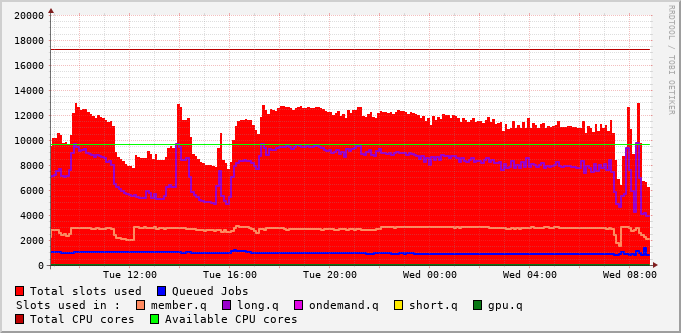 20000
18000
16000
14000
12000
10000
8000
6000
4000
2000
0
Tue 12:00 Tue 16:00 Tue 20:00 Wed 00:00 Wed 04:00 Wed 08:00
RRDTOOL / TOBI OETIKER
Total slots used Queued Jobs
Slots used in : member.q long.q ondemand.q short.q gpu.q
Total CPU cores Available CPU cores